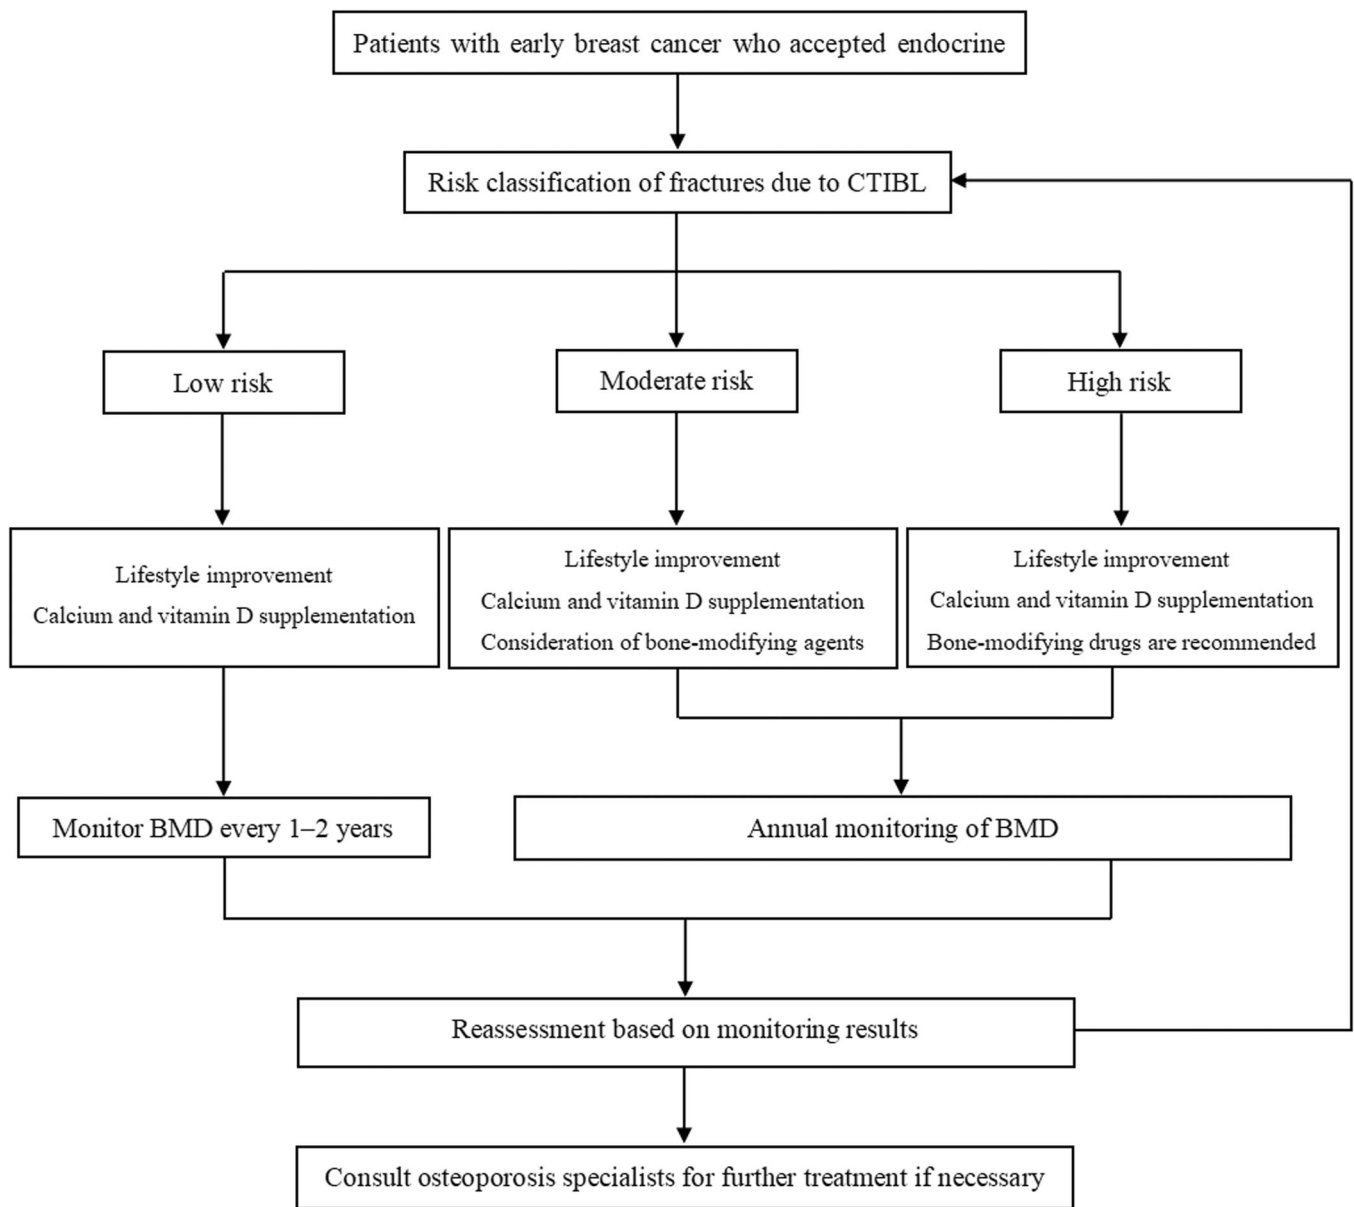 Patients with early breast cancer who accepted endocrine
Risk classification of fractures due to CTIBL
Low risk
Moderate risk
High risk
Lifestyle improvement
Calcium and vitamin D supplementation
Lifestyle improvement
Calcium and vitamin D supplementation
Consideration of bone-modifying agents
Lifestyle improvement
Calcium and vitamin D supplementation
Bone-modifying drugs are recommended
Monitor BMD every 1–2 years
Annual monitoring of BMD
Reassessment based on monitoring results
Consult osteoporosis specialists for further treatment if necessary